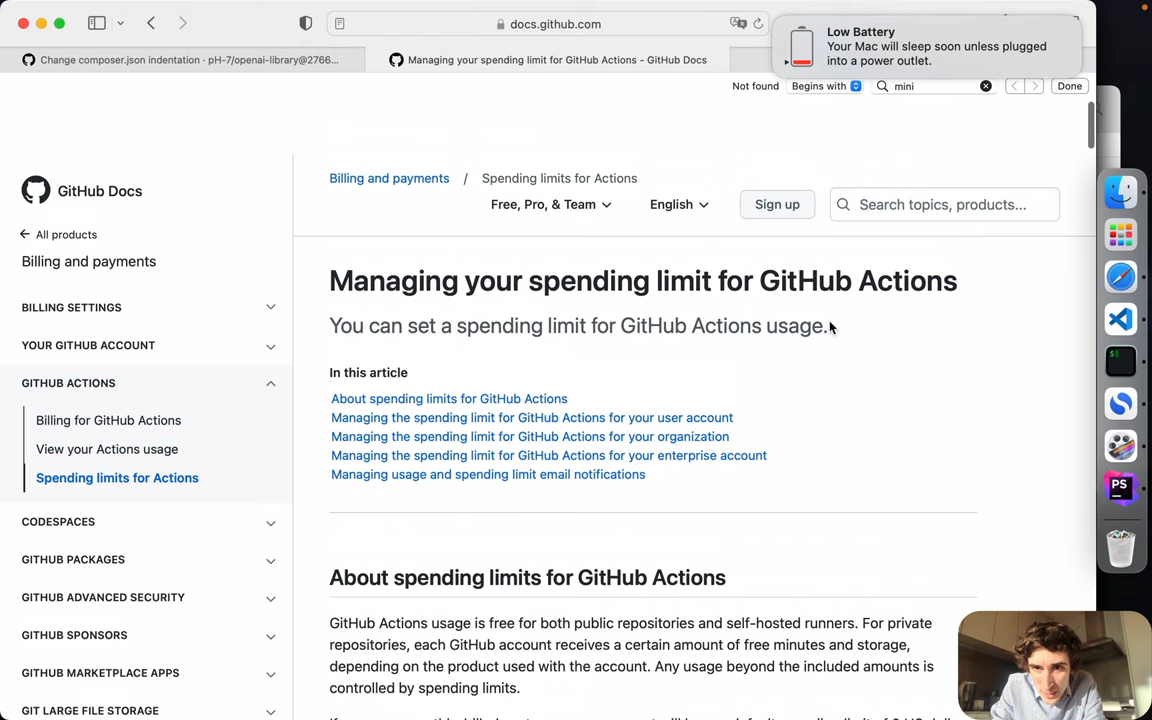 docs.github.com
Low Battery
Your Mac will sleep soon unless plugged
into a power outlet.
Change composer.json indentation · pH-7/openai-library@2766...
Managing your spending limit for GitHub Actions - GitHub Docs
Not found Begins with mini Done
Billing and payments / Spending limits for Actions
GitHub Docs
Free, Pro, & Team English Sign up Search topics, products...
All products
Billing and payments
BILLING SETTINGS
YOUR GITHUB ACCOUNT
GITHUB ACTIONS
Billing for GitHub Actions
View your Actions usage
Spending limits for Actions
CODESPACES
GITHUB PACKAGES
GITHUB ADVANCED SECURITY
GITHUB SPONSORS
GITHUB MARKETPLACE APPS
GIT LARGE FILE STORAGE
Managing your spending limit for GitHub Actions
You can set a spending limit for GitHub Actions usage.
In this article
About spending limits for GitHub Actions
Managing the spending limit for GitHub Actions for your user account
Managing the spending limit for GitHub Actions for your organization
Managing the spending limit for GitHub Actions for your enterprise account
Managing usage and spending limit email notifications
About spending limits for GitHub Actions
GitHub Actions usage is free for both public repositories and self-hosted runners. For private
repositories, each GitHub account receives a certain amount of free minutes and storage,
depending on the product used with the account. Any usage beyond the included amounts is
controlled by spending limits.
PS